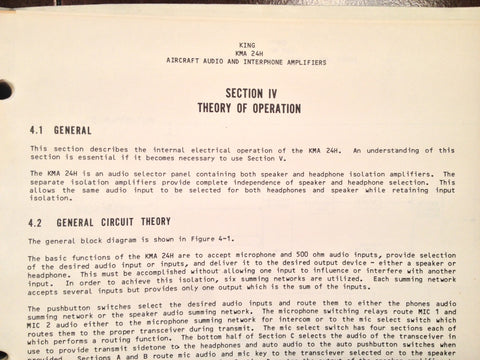 KING
KMA 24H
AIRCRAFT AUDIO AND INTERPHONE AMPLIFIERS
SECTION IV
THEORY OF OPERATION
4.1 GENERAL
This section describes the internal electrical operation of the KMA 24H. An understanding of this
section is essential if it becomes necessary to use Section V.
The KMA 24H is an audio selector panel containing both speaker and headphone isolation amplifiers. The
separate isolation amplifiers provide complete independence of speaker and headphone selection. This
allows the same audio input to be selected for both headphones and speaker while retaining input
isolation.
4.2 GENERAL CIRCUIT THEORY
The general block diagram is shown in Figure 4-1.
The basic functions of the KMA 24H are to accept microphone and 500 ohm audio inputs, provide selection
of the desired audio input or inputs, and deliver it to the desired output device - either a speaker or
headphone. This must be accomplished without allowing one input to influence or interfere with another
input. In order to achieve this isolation, six summing networks are utilized. Each summing network
accepts several inputs but provides only one output which is the sum of the inputs.
The pushbutton switches select the desired audio inputs and route them to either the phones audio
summing network or the speaker audio summing network. The microphone switching relays route MIC 1 and
MIC 2 audio either to the microphone summing network for intercom or to the mic select switch which
routes them to the proper transceiver during transmit. The mic select switch has four sections each of
which performs a routing function. The bottom half of Section C selects the audio of the transceiver in
use to provide transmit sidetone to the headphones and auto audio to the auto pushbutton switches when
provided. Sections A and B route mic audio and mic key to the transciever selected or to the speaker